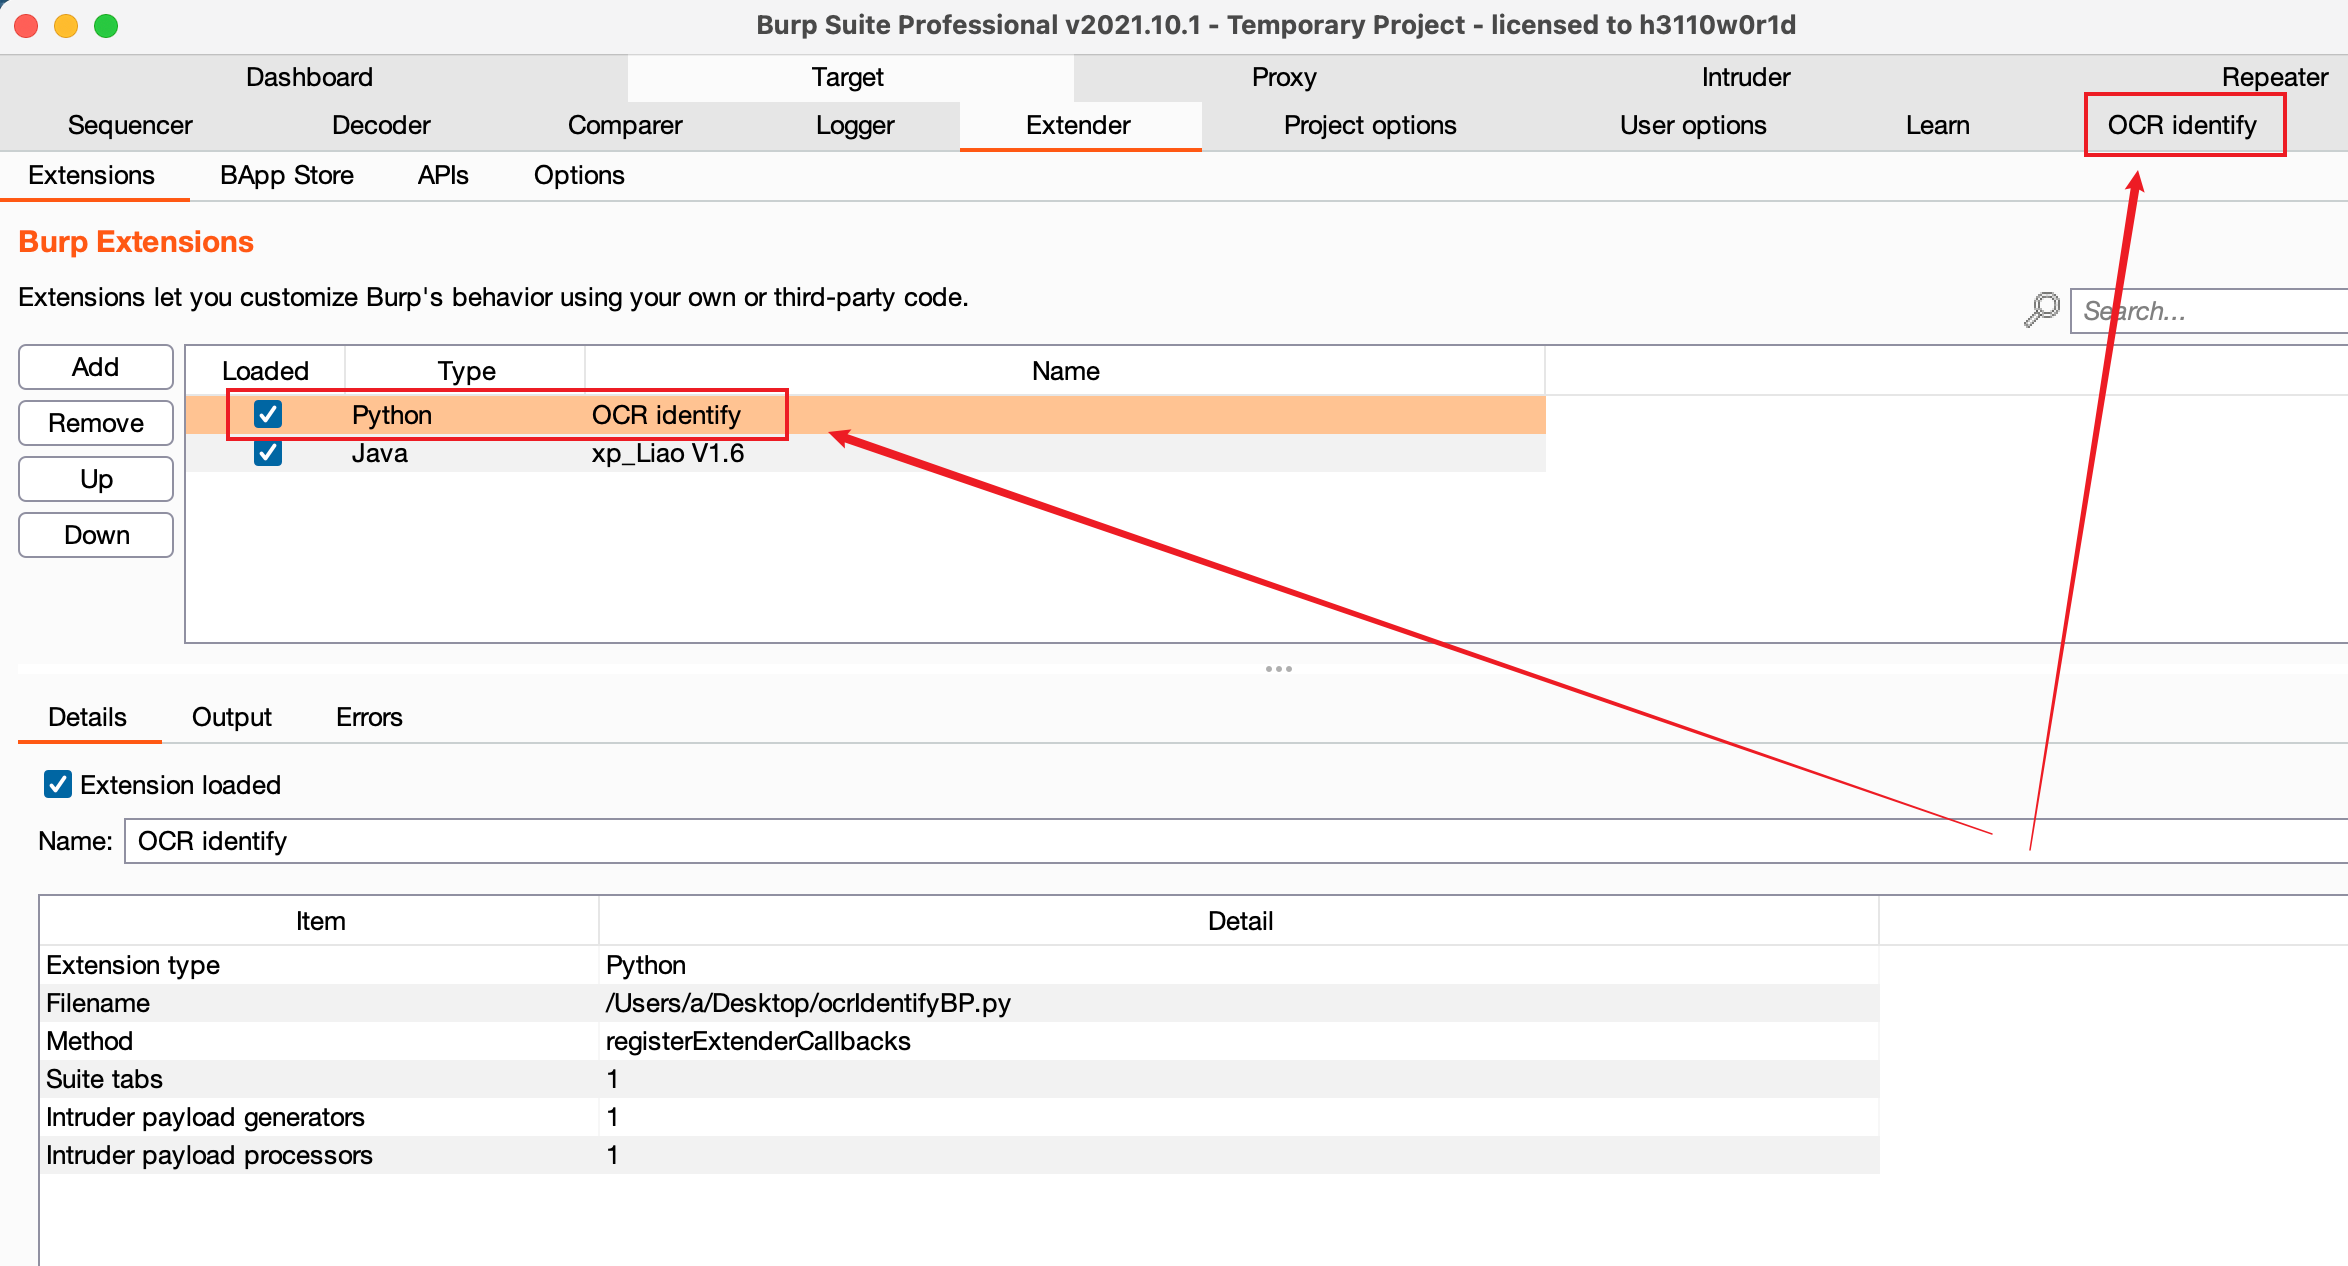 Burp Suite Professional v2021.10.1 - Temporary Project - licensed to h3110w0r1d
Dashboard Target Proxy Intruder Repeater
Sequencer Decoder Comparer Logger Extender Project options User options Learn OCR identify
Extensions BApp Store APIs Options
Burp Extensions
Extensions let you customize Burp's behavior using your own or third-party code.
Search...
Add
Remove
Up
Down
Loaded Type Name
Python OCR identify
Java xp_Liao V1.6
Details Output Errors
Extension loaded
Name: OCR identify
Item Detail
Extension type Python
Filename /Users/a/Desktop/ocrIdentifyBP.py
Method registerExtenderCallbacks
Suite tabs 1
Intruder payload generators 1
Intruder payload processors 1